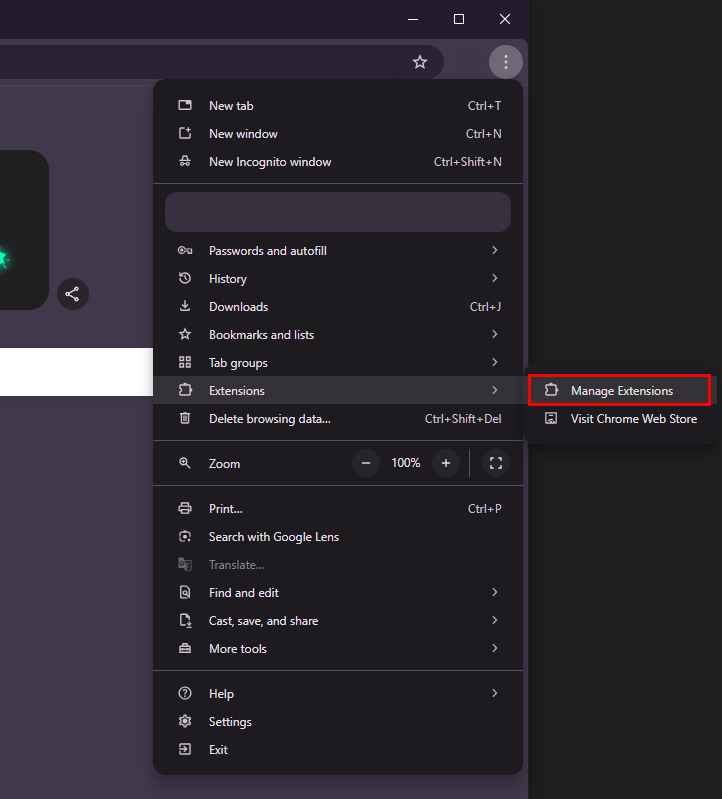 New tab Ctrl+T
New window Ctrl+N
New Incognito window Ctrl+Shift+N
Passwords and autofill
History
Downloads Ctrl+J
Bookmarks and lists
Tab groups
Extensions
Manage Extensions
Delete browsing data... Ctrl+Shift+Del
Visit Chrome Web Store
Zoom − 100% +
Print... Ctrl+P
Search with Google Lens
Translate...
Find and edit
Cast, save, and share
More tools
Help
Settings
Exit